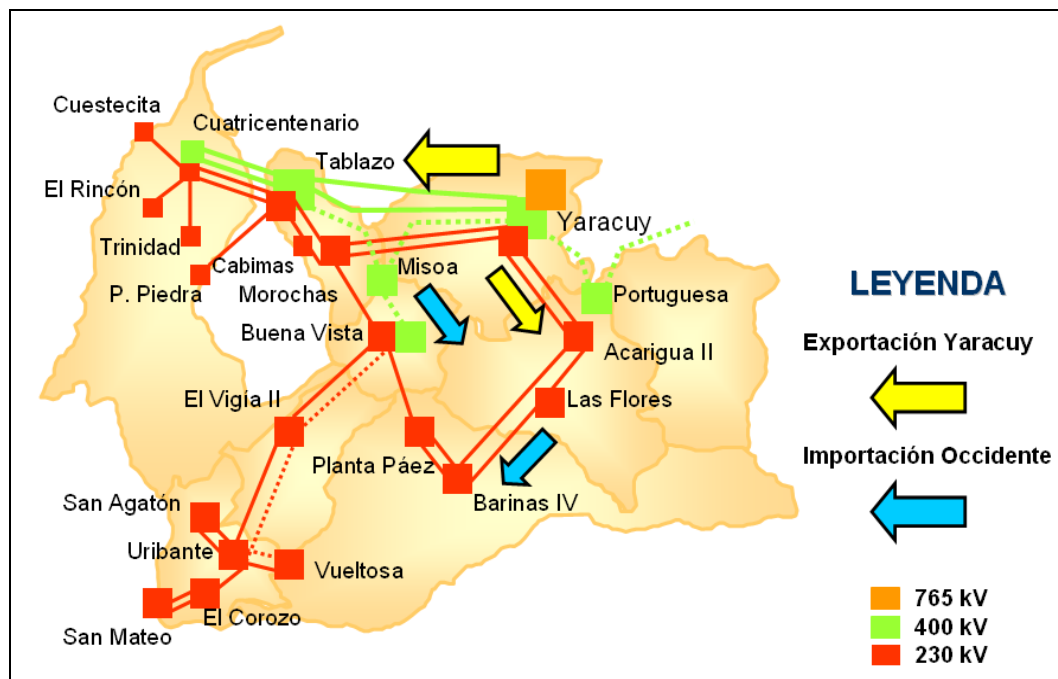 Cuestecita
Cuatricentenario
Tablazo
El Rincón
Yaracuy
Trinidad
Cabimas
Misoa
P. Piedra
Morochas
Portuguesa
Buena Vista
Acarigua II
El Vigía II
Las Flores
Planta Páez
Barinas IV
San Agatón
Uribante
Vueltosa
El Corozo
San Mateo
LEYENDA
Exportación Yaracuy
Importación Occidente
765 kV
400 kV
230 kV